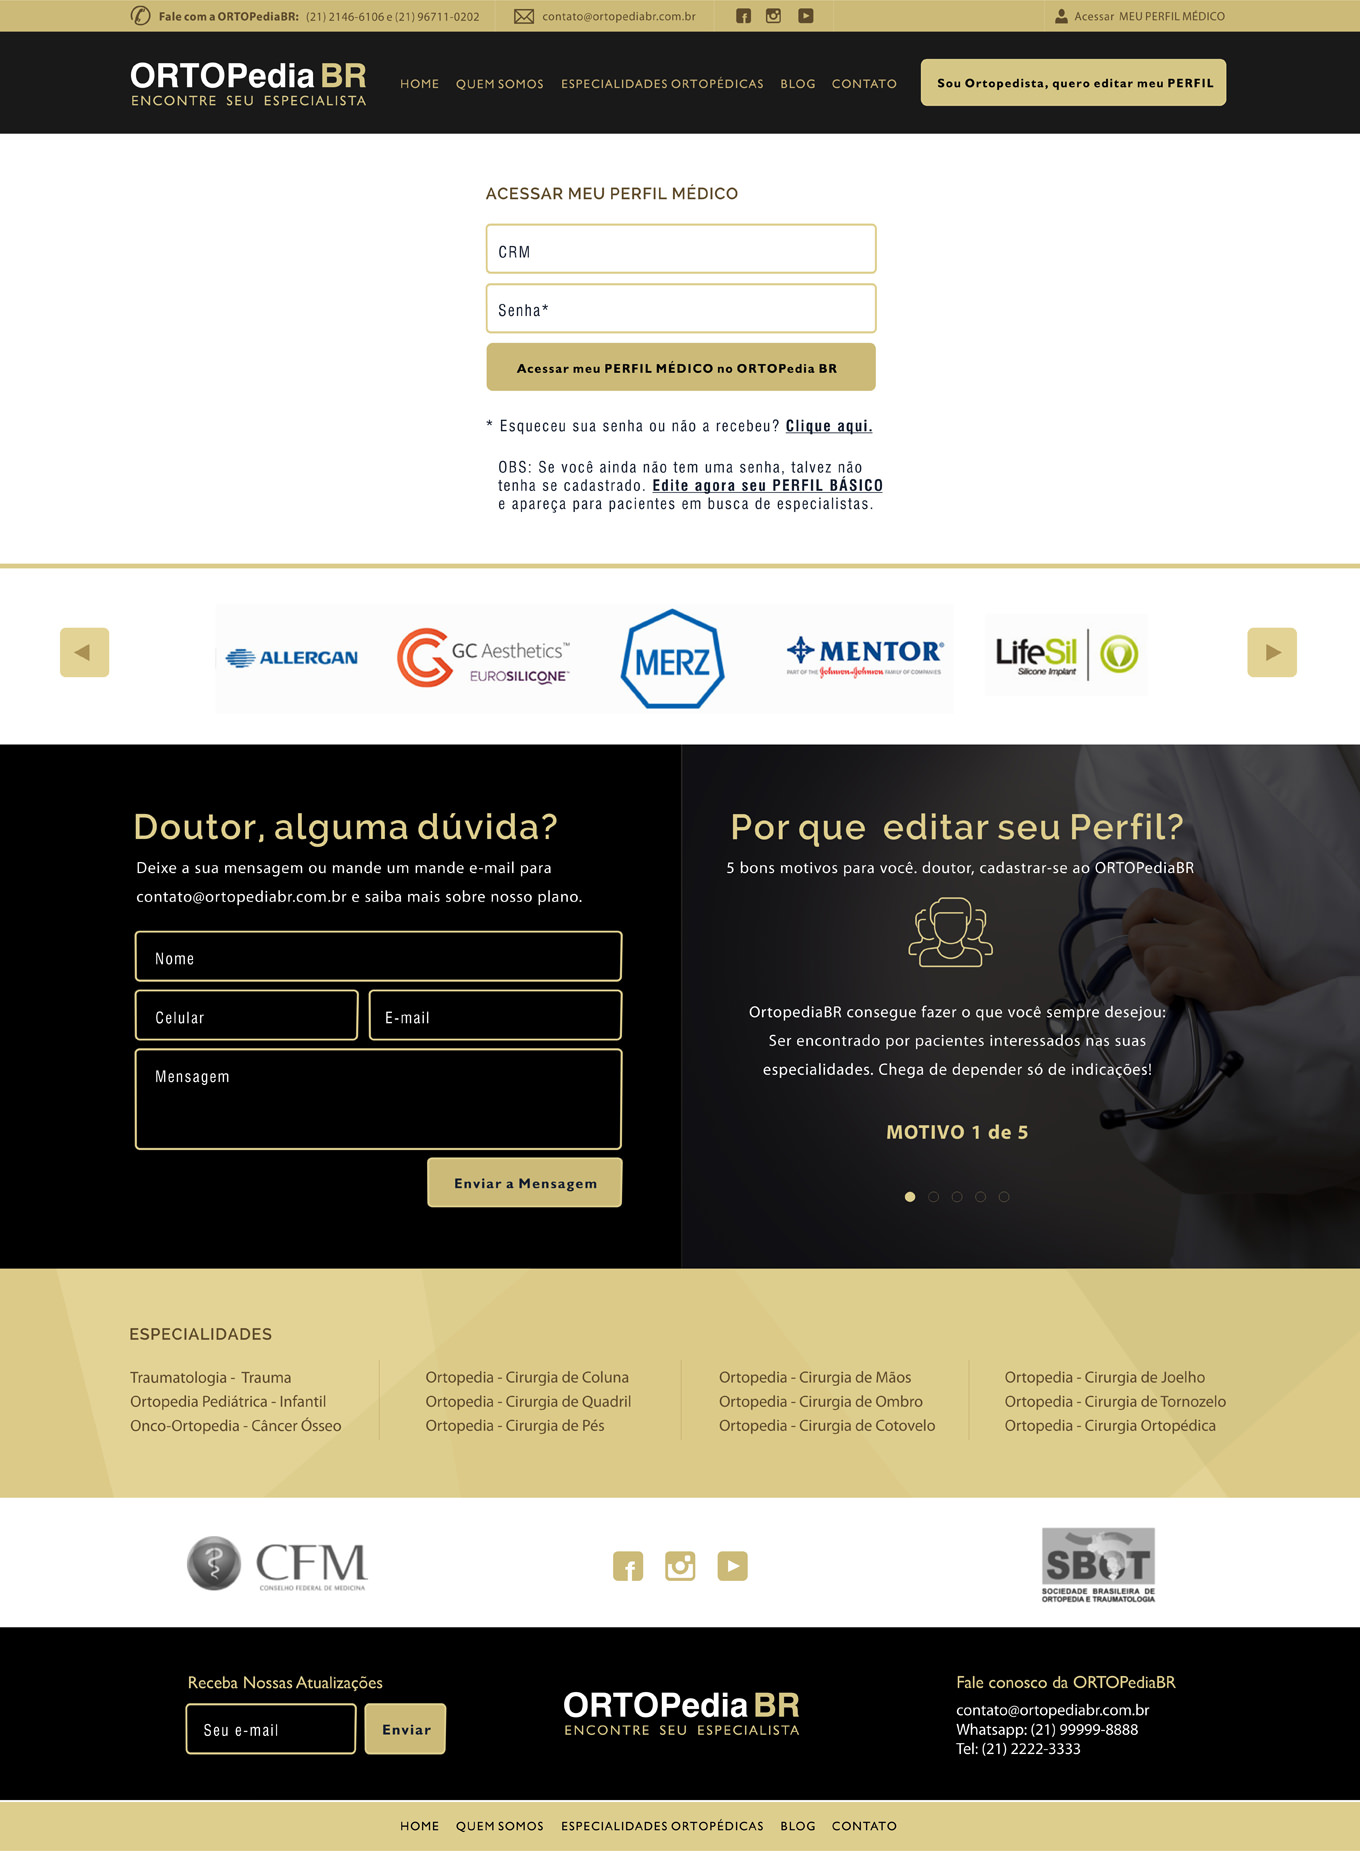 Fale com a ORTOPediaBR: (21) 2146-6106 e (21) 96711-0202
contato@ortopediabr.com.br
Acessar MEU PERFIL MÉDICO
ORTOPedia BR
ENCONTRE SEU ESPECIALISTA
HOME QUEM SOMOS ESPECIALIDADES ORTOPÉDICAS BLOG CONTATO
Sou Ortopedista, quero editar meu PERFIL
ACESSAR MEU PERFIL MÉDICO
CRM
Senha*
Acessar meu PERFIL MÉDICO no ORTOPedia BR
* Esqueceu sua senha ou não a recebeu? Clique aqui.
OBS: Se você ainda não tem uma senha, talvez não
tenha se cadastrado. Edite agora seu PERFIL BÁSICO
e apareça para pacientes em busca de especialistas.
ALLERGAN
GC Aesthetics™
EUROSILICONE™
MERZ
MENTOR®
PART OF THE Johnson & Johnson FAMILY OF COMPANIES
LifeSil
Silicone Implant
Doutor, alguma dúvida?
Deixe a sua mensagem ou mande um mande e-mail para
contato@ortopediabr.com.br e saiba mais sobre nosso plano.
Nome
Celular
E-mail
Mensagem
Enviar a Mensagem
Por que editar seu Perfil?
5 bons motivos para você. doutor, cadastrar-se ao ORTOPediaBR
OrtopediaBR consegue fazer o que você sempre desejou:
Ser encontrado por pacientes interessados nas suas
especialidades. Chega de depender só de indicações!
MOTIVO 1 de 5
ESPECIALIDADES
Traumatologia - Trauma
Ortopedia Pediátrica - Infantil
Onco-Ortopedia - Câncer Ósseo
Ortopedia - Cirurgia de Coluna
Ortopedia - Cirurgia de Quadril
Ortopedia - Cirurgia de Pés
Ortopedia - Cirurgia de Mãos
Ortopedia - Cirurgia de Ombro
Ortopedia - Cirurgia de Cotovelo
Ortopedia - Cirurgia de Joelho
Ortopedia - Cirurgia de Tornozelo
Ortopedia - Cirurgia Ortopédica
CFM
CONSELHO FEDERAL DE MEDICINA
SBOT
SOCIEDADE BRASILEIRA DE
ORTOPEDIA E TRAUMATOLOGIA
Receba Nossas Atualizações
Seu e-mail
Enviar
ORTOPedia BR
ENCONTRE SEU ESPECIALISTA
Fale conosco da ORTOPediaBR
contato@ortopediabr.com.br
Whatsapp: (21) 99999-8888
Tel: (21) 2222-3333
HOME QUEM SOMOS ESPECIALIDADES ORTOPÉDICAS BLOG CONTATO